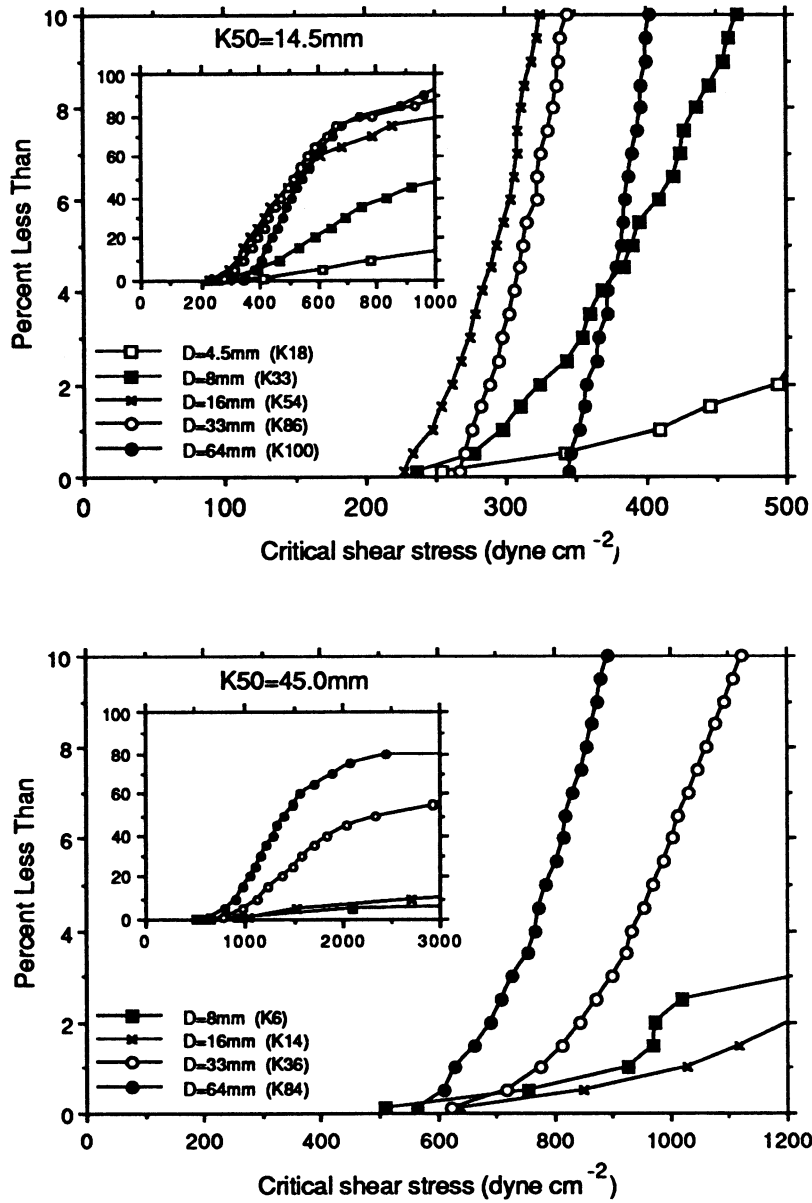 10
8
6
4
2
0
Percent Less Than
K50=14.5mm
100
80
60
40
20
0
0 200 400 600 800 1000
D=4.5mm (K18)
D=8mm (K33)
D=16mm (K54)
D=33mm (K86)
D=64mm (K100)
0 100 200 300 400 500
Critical shear stress (dyne cm -2)
10
8
6
4
2
0
Percent Less Than
K50=45.0mm
100
80
60
40
20
0
0 1000 2000 3000
D=8mm (K6)
D=16mm (K14)
D=33mm (K36)
D=64mm (K84)
0 200 400 600 800 1000 1200
Critical shear stress (dyne cm -2)